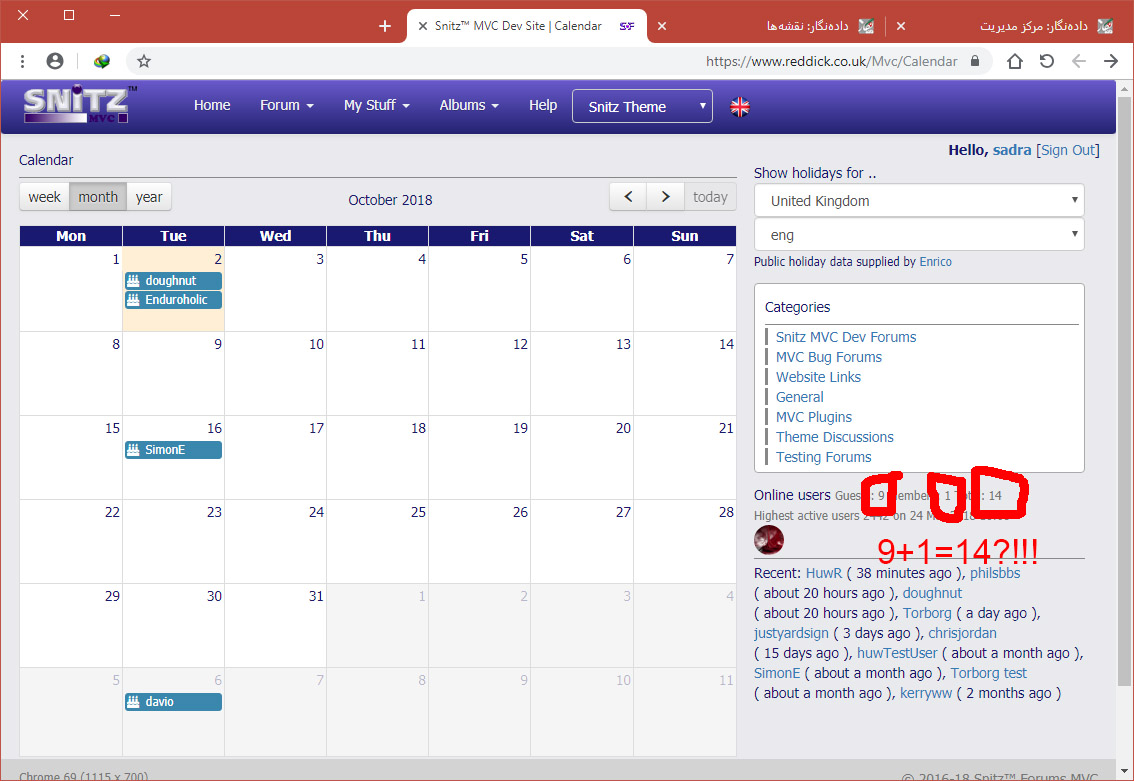 داده‌نگار: مرکز مدیریت
داده‌نگار: نقشه‌ها
Snitz™ MVC Dev Site | Calendar
https://www.reddick.co.uk/Mvc/Calendar
SNiTZ™ MVC
Home Forum My Stuff Albums Help Snitz Theme
Hello, sadra [Sign Out]
Calendar
week month year
October 2018
today
Mon Tue Wed Thu Fri Sat Sun
1 2 3 4 5 6 7
doughnut
Enduroholic
8 9 10 11 12 13 14
15 16 17 18 19 20 21
SimonE
22 23 24 25 26 27 28
29 30 31 1 2 3 4
5 6 7 8 9 10 11
davio
Show holidays for ..
United Kingdom
eng
Public holiday data supplied by Enrico
Categories
Snitz MVC Dev Forums
MVC Bug Forums
Website Links
General
MVC Plugins
Theme Discussions
Testing Forums
Online users : 9 1 : 14
Highest active users 2442 on 24
9+1=14?!!!
Recent: HuwR ( 38 minutes ago ), philsbbs
( about 20 hours ago ), doughnut
( about 20 hours ago ), Torborg ( a day ago ),
justyardsign ( 3 days ago ), chrisjordan
( 15 days ago ), huwTestUser ( about a month ago ),
SimonE ( about a month ago ), Torborg test
( about a month ago ), kerryww ( 2 months ago )
Chrome 69 (1115 x 700)
© 2016-18 Snitz™ Forums MVC